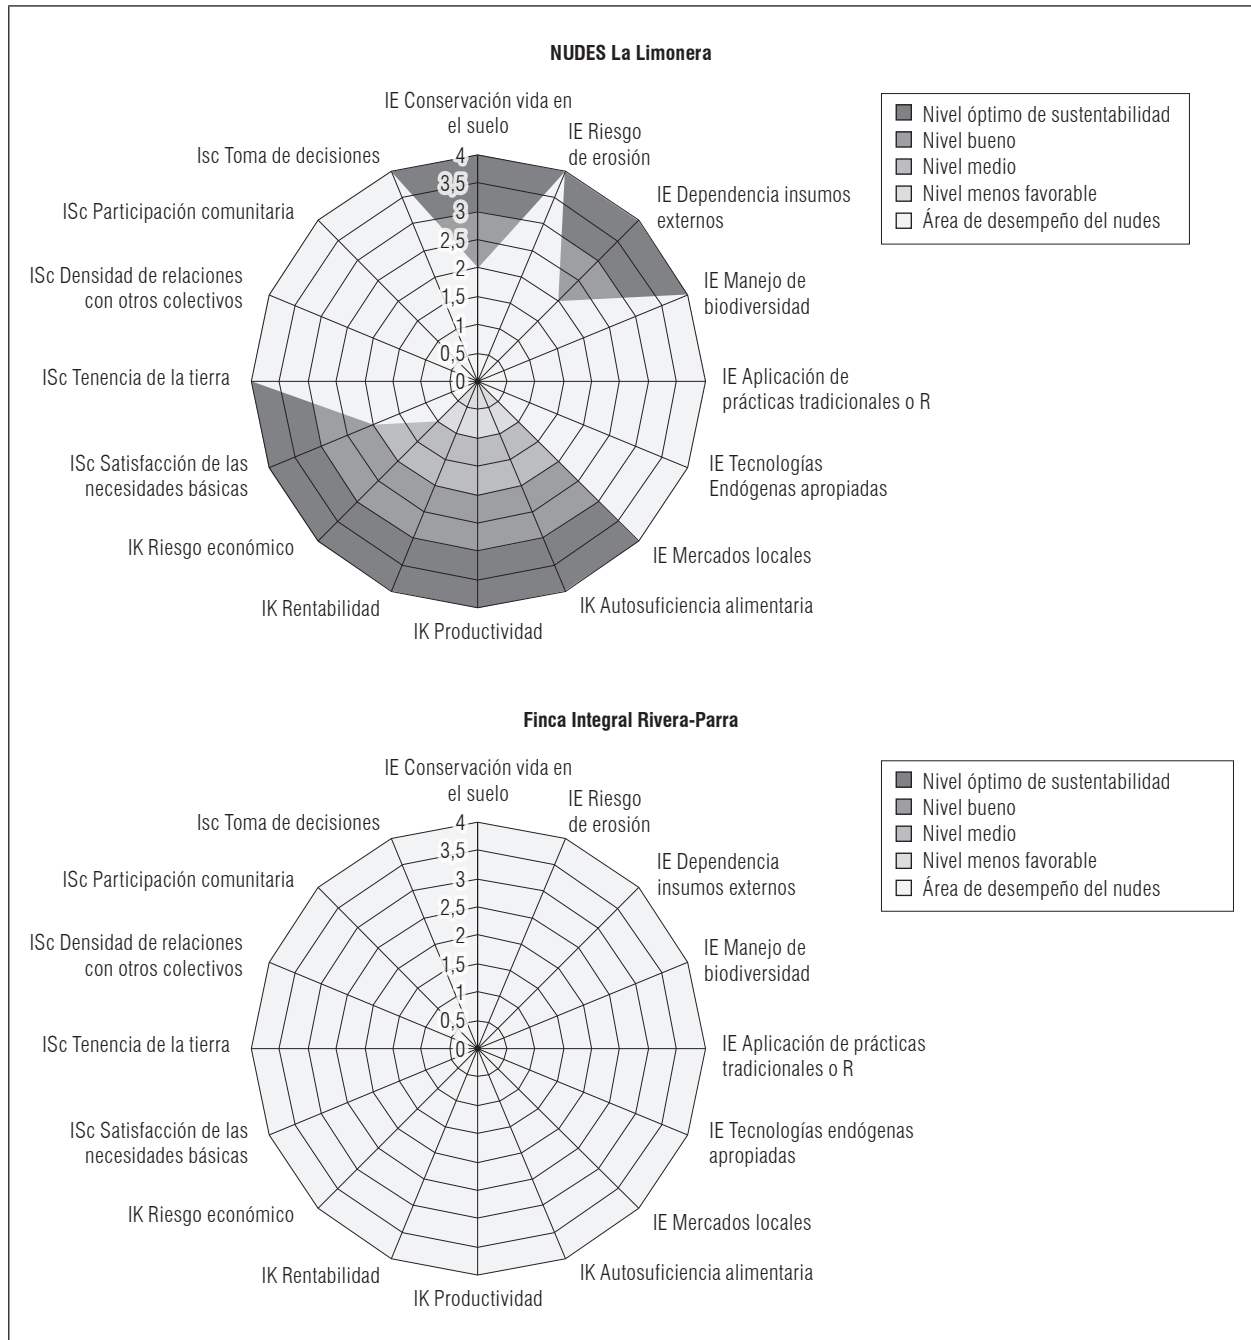 NUDES La Limonera
IE Conservación vida en
el suelo
IE Riesgo
de erosión
IE Dependencia insumos
externos
IE Manejo de
biodiversidad
IE Aplicación de
prácticas tradicionales o R
IE Tecnologías
Endógenas apropiadas
IE Mercados locales
IK Autosuficiencia alimentaria
IK Productividad
IK Rentabilidad
IK Riesgo económico
ISc Satisfacción de las
necesidades básicas
ISc Tenencia de la tierra
ISc Densidad de relaciones
con otros colectivos
ISc Participación comunitaria
Isc Toma de decisiones
4
3,5
3
2,5
2
1,5
1
0,5
0
Nivel óptimo de sustentabilidad
Nivel bueno
Nivel medio
Nivel menos favorable
Área de desempeño del nudes
Finca Integral Rivera-Parra
IE Conservación vida en
el suelo
IE Riesgo
de erosión
IE Dependencia
insumos externos
IE Manejo de
biodiversidad
IE Aplicación de prácticas
tradicionales o R
IE Tecnologías endógenas
apropiadas
IE Mercados locales
IK Autosuficiencia alimentaria
IK Productividad
IK Rentabilidad
IK Riesgo económico
ISc Satisfacción de las
necesidades básicas
ISc Tenencia de la tierra
ISc Densidad de relaciones
con otros colectivos
ISc Participación comunitaria
Isc Toma de decisiones
4
3,5
3
2,5
2
1,5
1
0,5
0
Nivel óptimo de sustentabilidad
Nivel bueno
Nivel medio
Nivel menos favorable
Área de desempeño del nudes